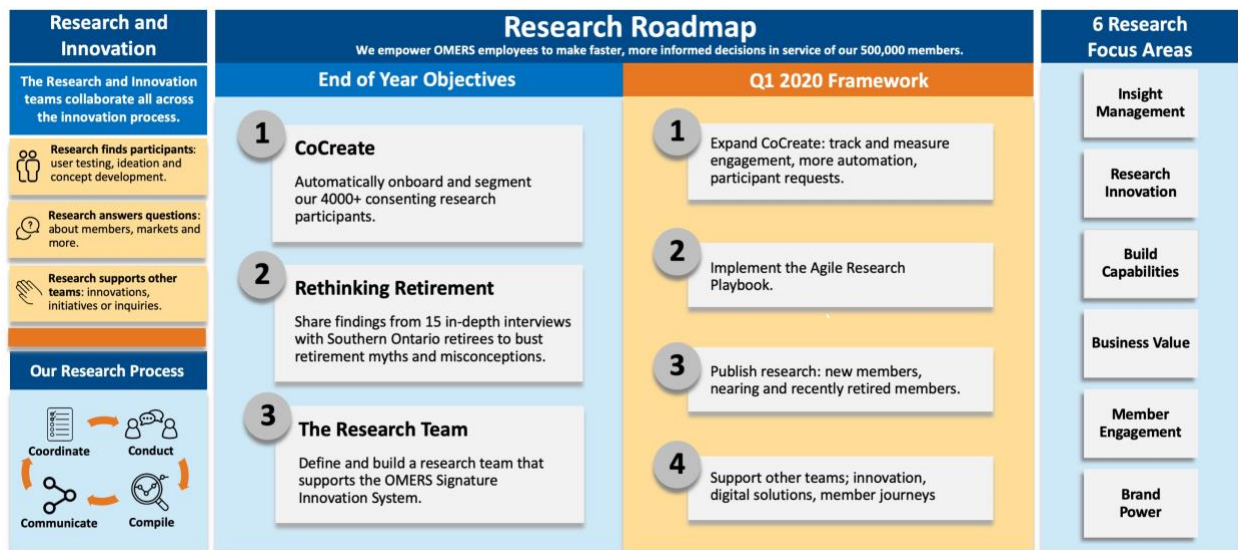 Research and
Innovation
The Research and Innovation
teams collaborate all across
the innovation process.
Research finds participants:
user testing, ideation and
concept development.
Research answers questions:
about members, markets and
more.
Research supports other
teams: innovations,
initiatives or inquiries.
Our Research Process
Coordinate
Conduct
Communicate
Compile
Research Roadmap
We empower OMERS employees to make faster, more informed decisions in service of our 500,000 members.
End of Year Objectives
1
CoCreate
Automatically onboard and segment
our 4000+ consenting research
participants.
2
Rethinking Retirement
Share findings from 15 in-depth interviews
with Southern Ontario retirees to bust
retirement myths and misconceptions.
3
The Research Team
Define and build a research team that
supports the OMERS Signature
Innovation System.
Q1 2020 Framework
1
Expand CoCreate: track and measure
engagement, more automation,
participant requests.
2
Implement the Agile Research
Playbook.
3
Publish research: new members,
nearing and recently retired members.
4
Support other teams; innovation,
digital solutions, member journeys
6 Research
Focus Areas
Insight
Management
Research
Innovation
Build
Capabilities
Business Value
Member
Engagement
Brand
Power